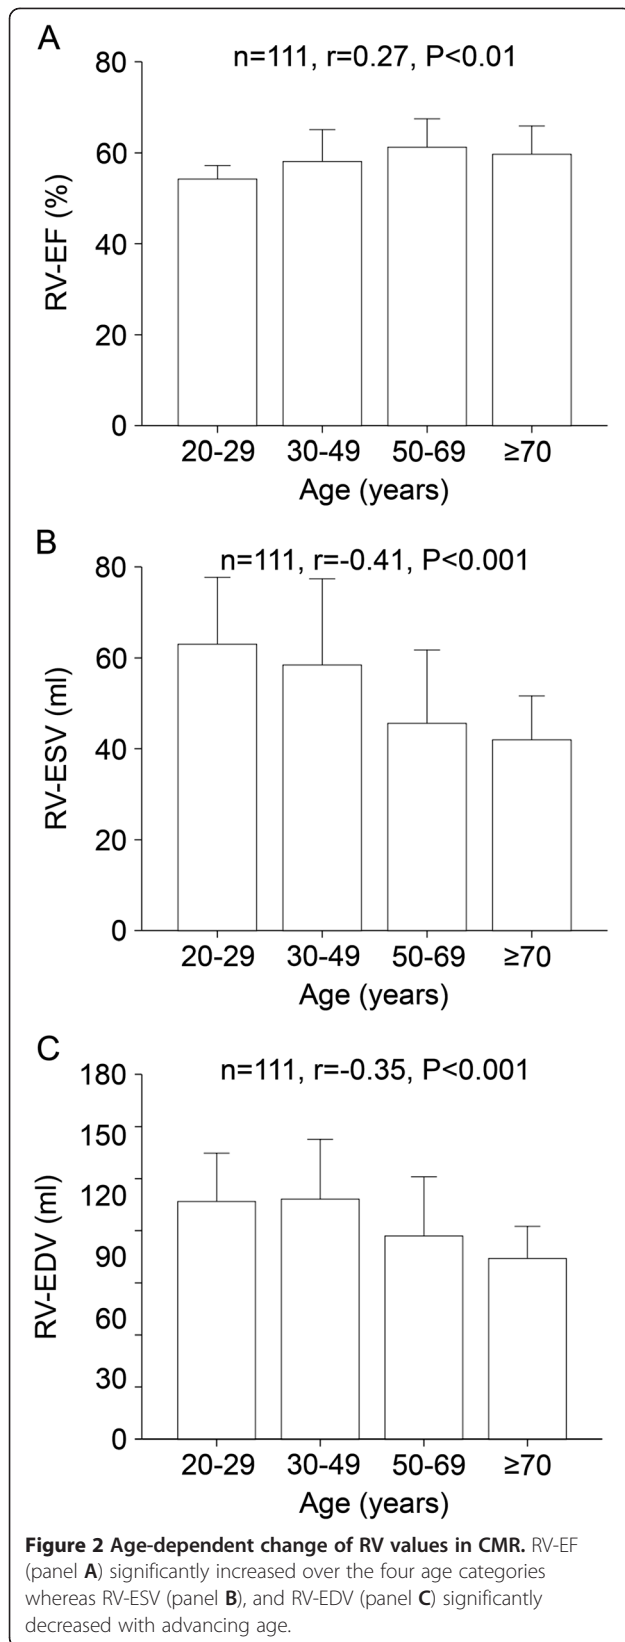 A
n=111, r=0.27, P<0.01
80
60
40
20
0
RV-EF (%)
20-29 30-49 50-69 ≥70
Age (years)
B
n=111, r=-0.41, P<0.001
80
60
40
20
0
RV-ESV (ml)
20-29 30-49 50-69 ≥70
Age (years)
C
n=111, r=-0.35, P<0.001
180
150
120
90
60
30
0
RV-EDV (ml)
20-29 30-49 50-69 ≥70
Age (years)
Figure 2 Age-dependent change of RV values in CMR. RV-EF
(panel A) significantly increased over the four age categories
whereas RV-ESV (panel B), and RV-EDV (panel C) significantly
decreased with advancing age.